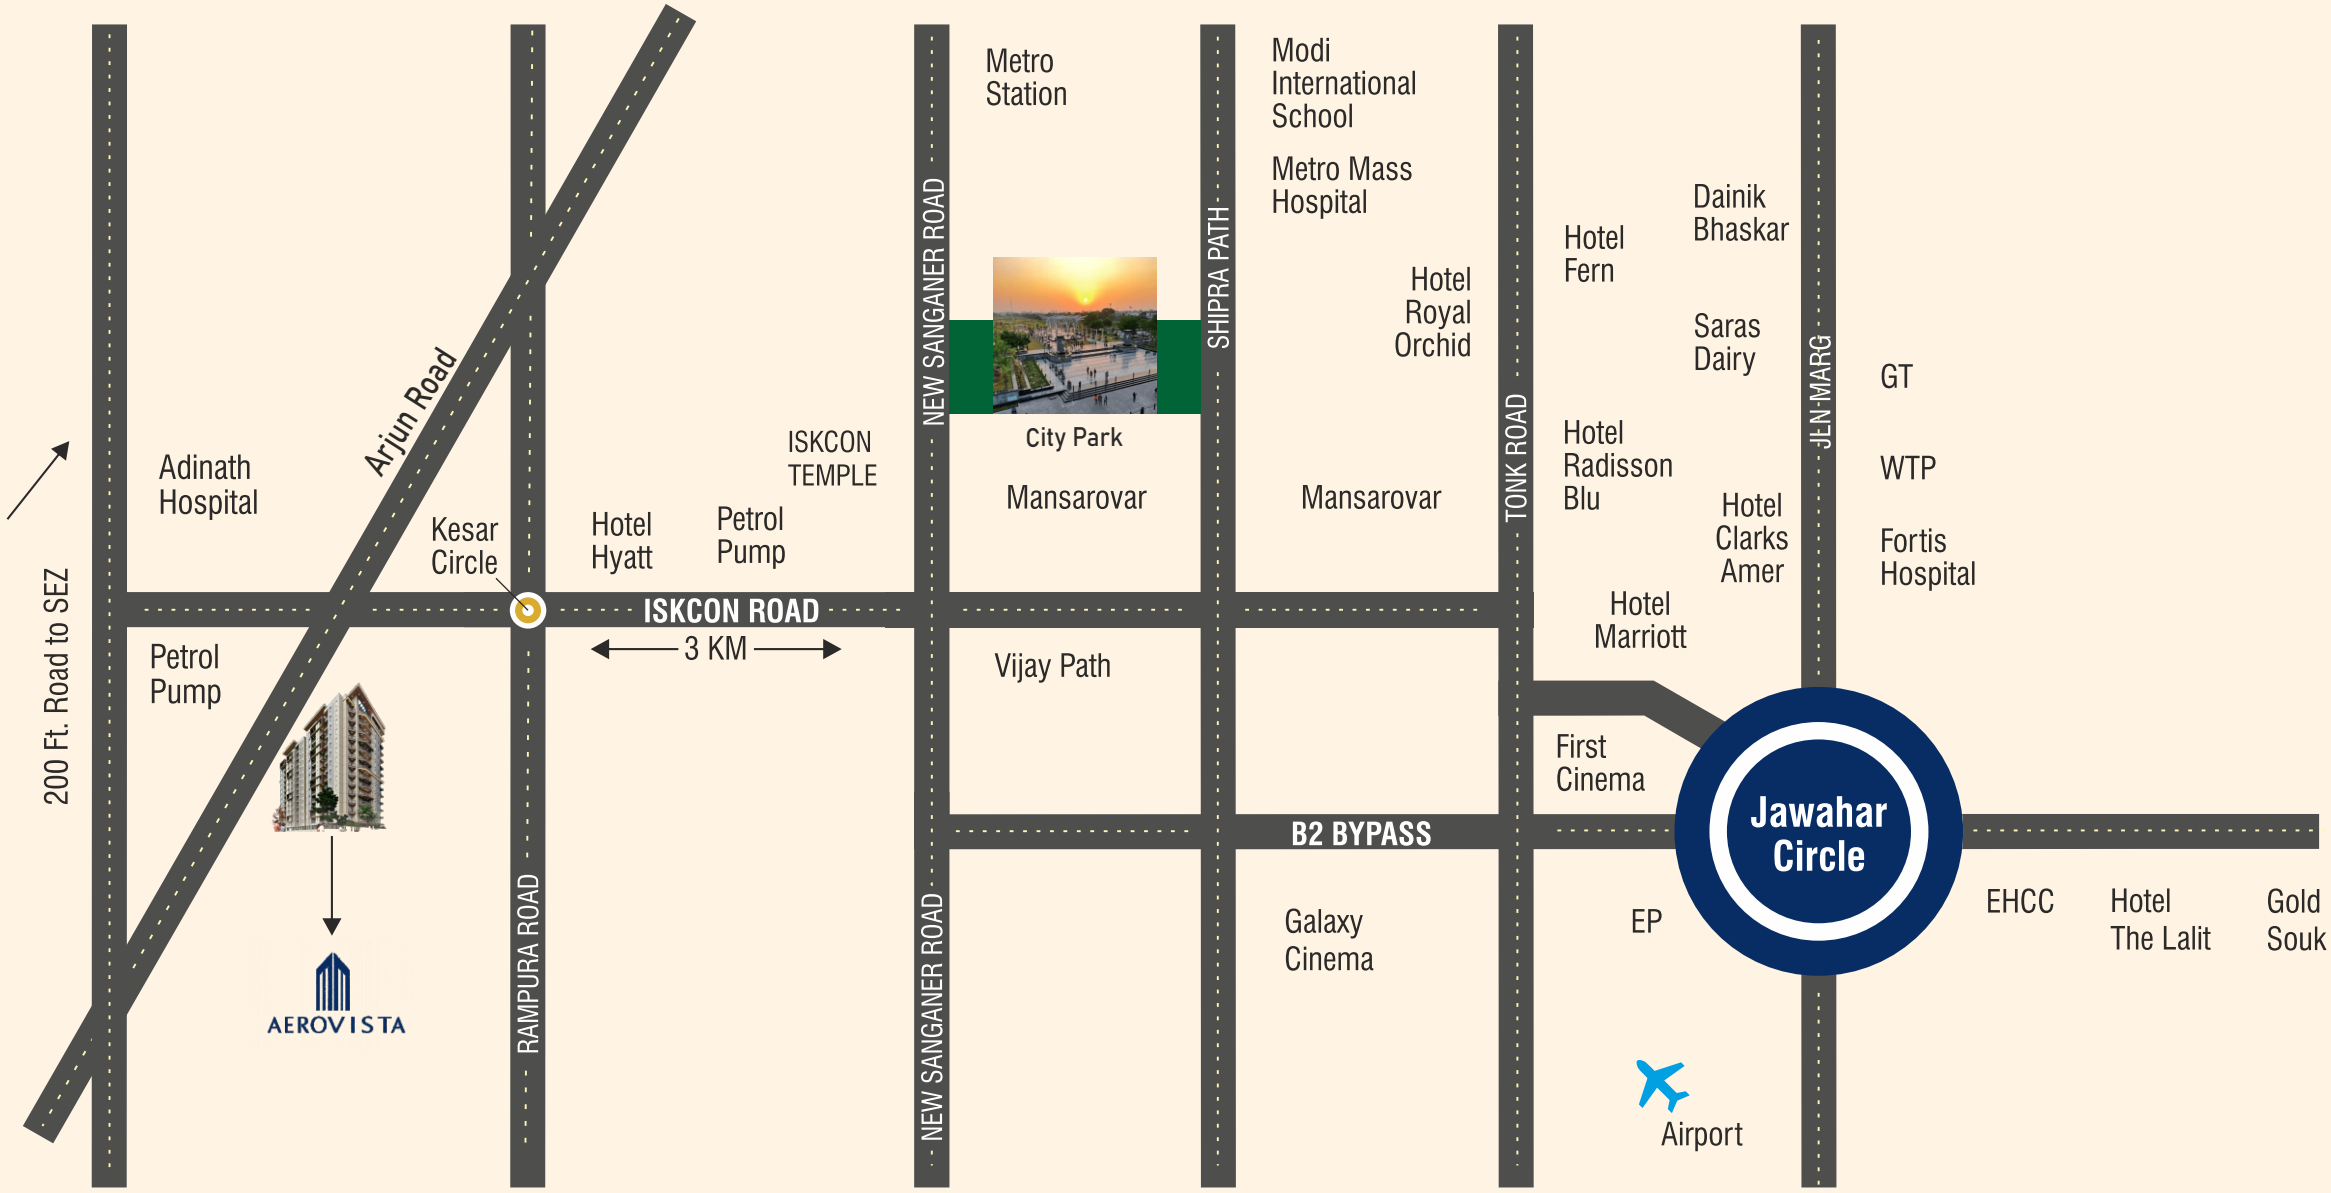 Metro
Station
Modi
International
School
Metro Mass
Hospital
Dainik
Bhaskar
Hotel
Fern
Hotel
Royal
Orchid
Saras
Dairy
NEW SANGANER ROAD
SHIPRA PATH
TONK ROAD
JLN MARG
GT
Arjun Road
City Park
ISKCON
TEMPLE
Hotel
Radisson
Blu
WTP
Adinath
Hospital
Mansarovar
Mansarovar
Hotel
Clarks
Amer
Kesar
Circle
Hotel
Hyatt
Petrol
Pump
Fortis
Hospital
Hotel
Marriott
200 Ft. Road to SEZ
ISKCON ROAD
3 KM
Petrol
Pump
Vijay Path
First
Cinema
B2 BYPASS
Jawahar
Circle
RAMPURA ROAD
NEW SANGANER ROAD
Galaxy
Cinema
EP
EHCC
Hotel
The Lalit
Gold
Souk
AEROVISTA
Airport